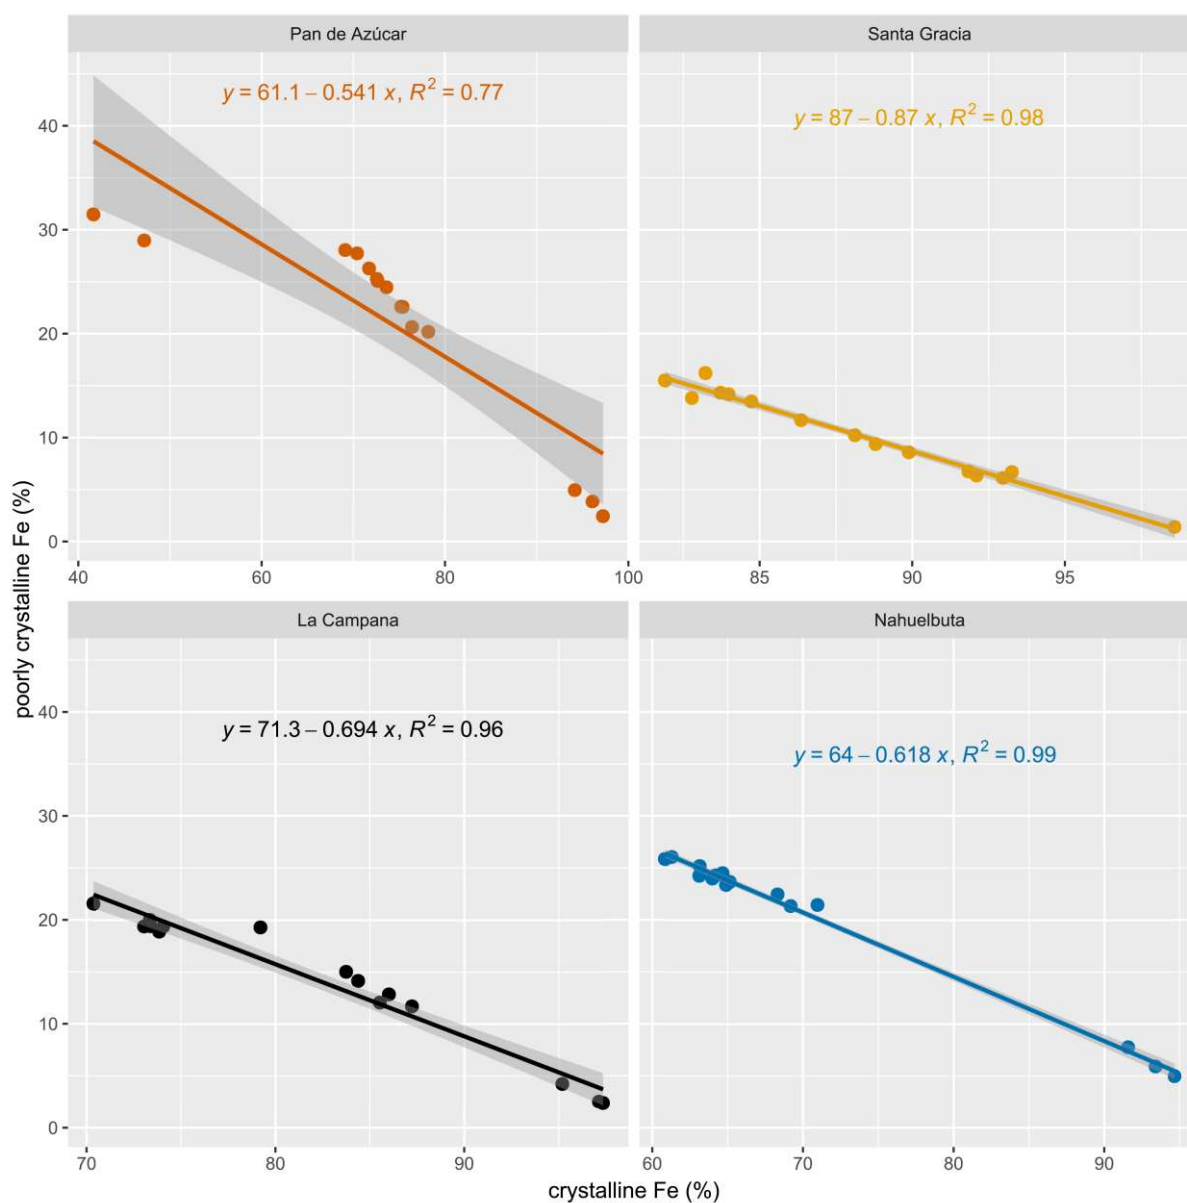 Pan de Azúcar
Santa Gracia
y = 61.1 – 0.541 x, R² = 0.77
y = 87 – 0.87 x, R² = 0.98
40
30
20
10
0
40
60
80
100
85
90
95
La Campana
Nahuelbuta
y = 71.3 – 0.694 x, R² = 0.96
y = 64 – 0.618 x, R² = 0.99
40
30
20
10
0
70
80
90
60
70
80
90
poorly crystalline Fe (%)
crystalline Fe (%)